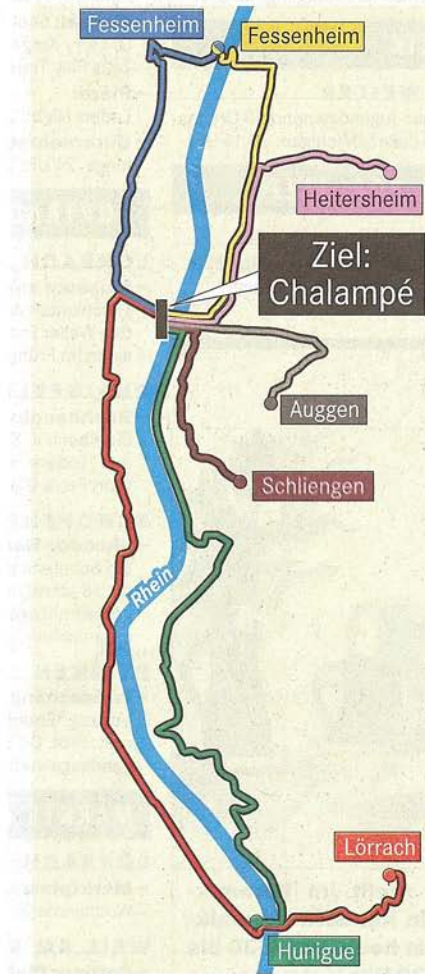 Fessenheim
Fessenheim
Heitersheim
Ziel:
Chalampé
Auggen
Schliengen
Rhein
Lörrach
Hunigue